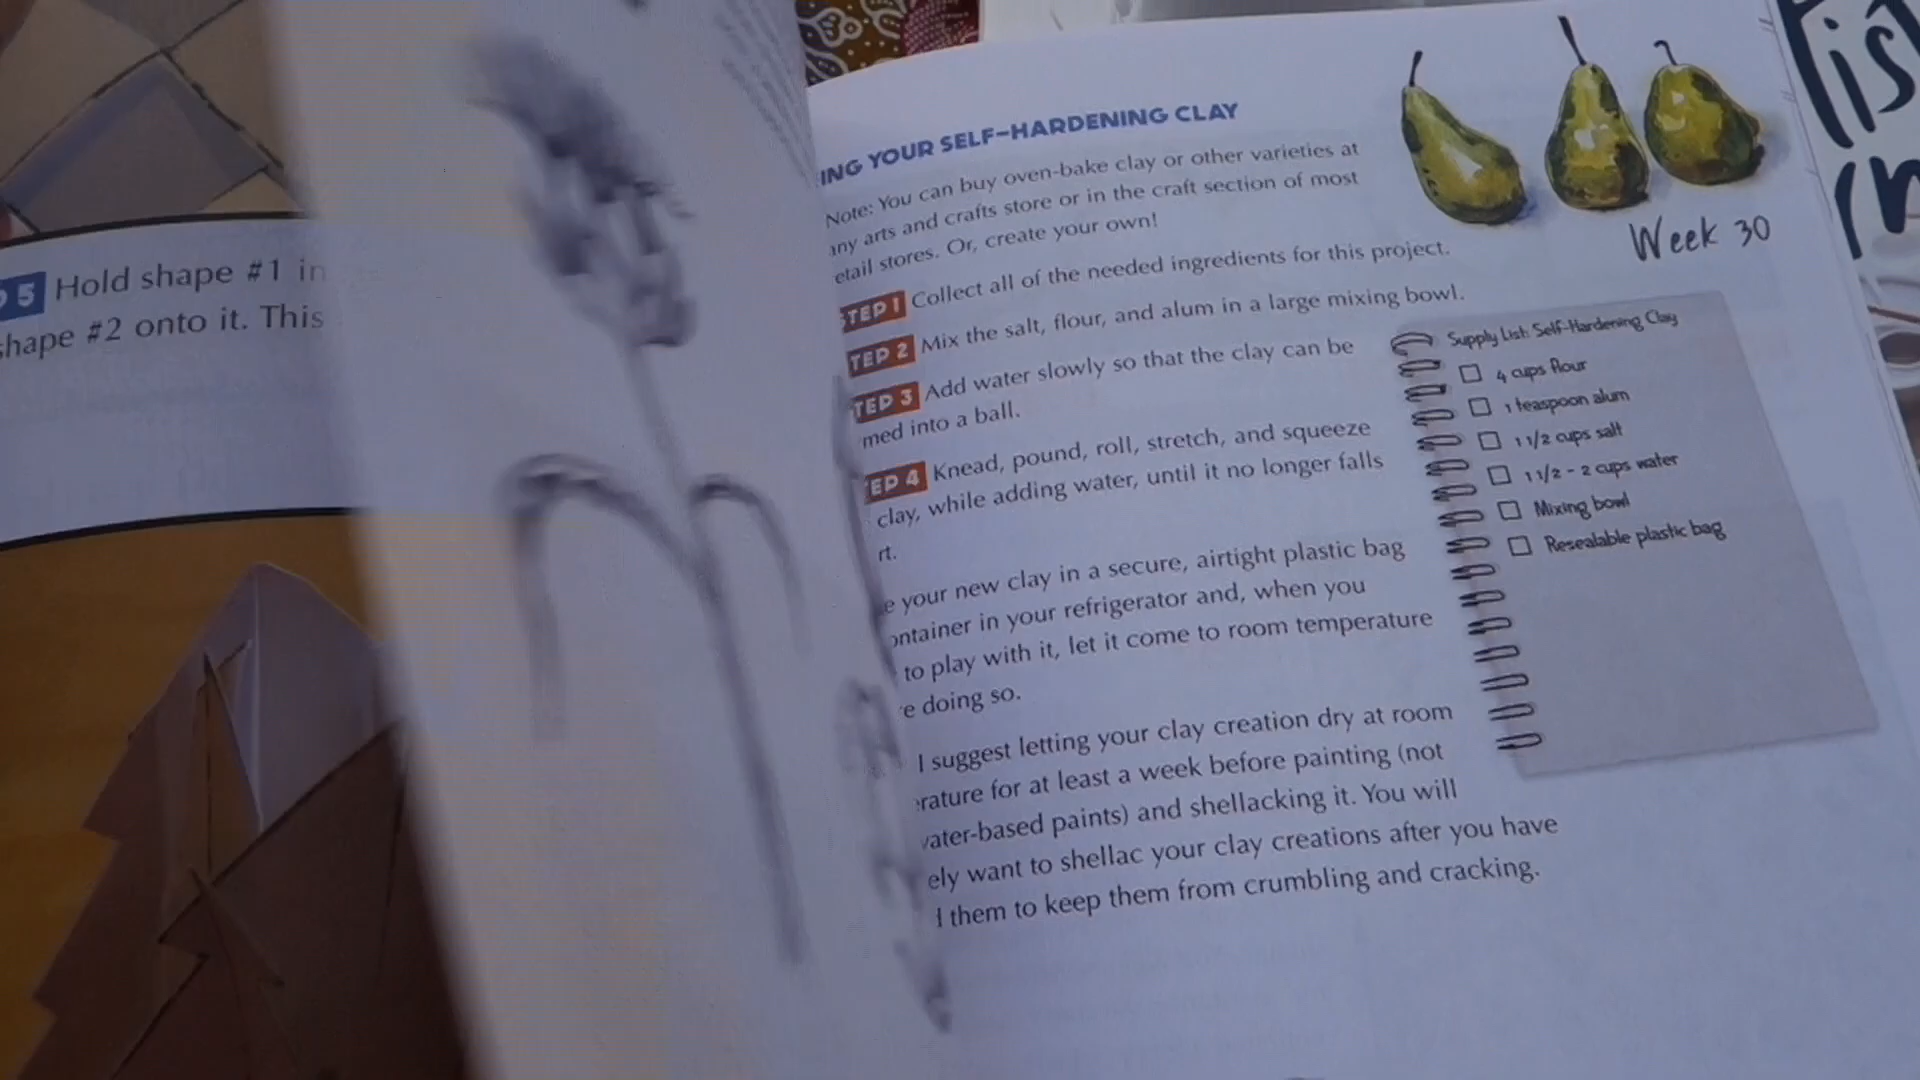 5 Hold shape #1 in
shape #2 onto it. This
ING YOUR SELF-HARDENING CLAY
Note: You can buy oven-bake clay or other varieties at
any arts and crafts store or in the craft section of most
etail stores. Or, create your own!
STEP 1 Collect all of the needed ingredients for this project.
TEP 2 Mix the salt, flour, and alum in a large mixing bowl.
TEP 3 Add water slowly so that the clay can be
med into a ball.
EP 4 Knead, pound, roll, stretch, and squeeze
clay, while adding water, until it no longer falls
rt.
e your new clay in a secure, airtight plastic bag
ontainer in your refrigerator and, when you
to play with it, let it come to room temperature
e doing so.
I suggest letting your clay creation dry at room
rature for at least a week before painting (not
water-based paints) and shellacking it. You will
ely want to shellac your clay creations after you have
them to keep them from crumbling and cracking.
Week 30
Supply List: Self-Hardening Clay
4 cups flour
1 teaspoon alum
1 1/2 cups salt
1 1/2 - 2 cups water
Mixing bowl
Resealable plastic bag